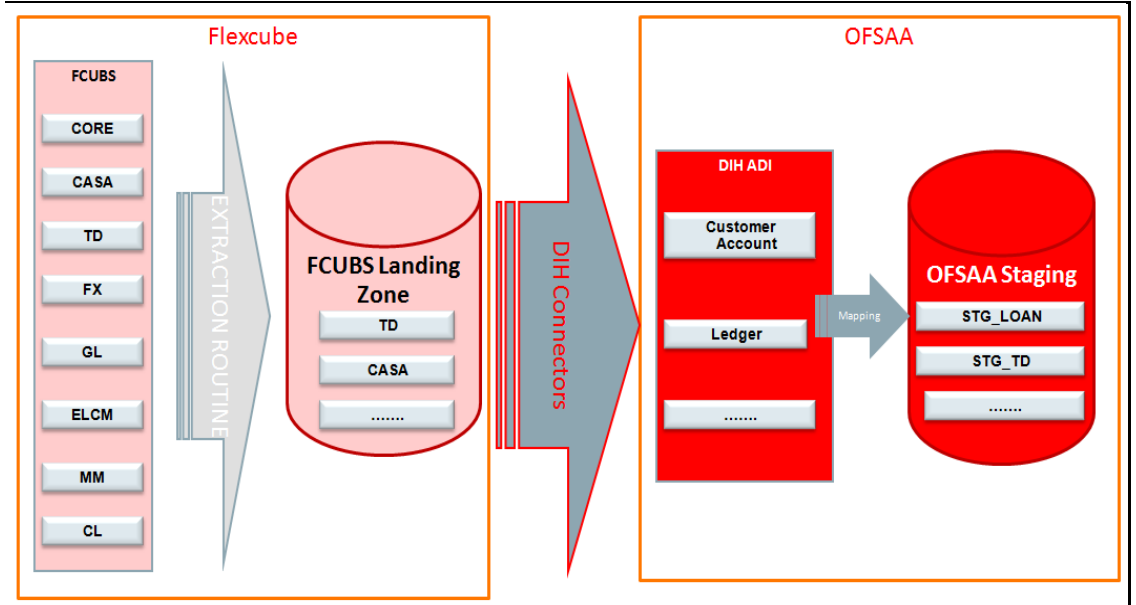 Flexcube
OFSAA
FCUBS
CORE
CASA
TD
FX
GL
ELCM
MM
CL
EXTRACTION ROUTINE
FCUBS Landing
Zone
TD
CASA
.......
DIH Connectors
DIH ADI
Customer
Account
Ledger
.......
Mapping
OFSAA Staging
STG_LOAN
STG_TD
.......